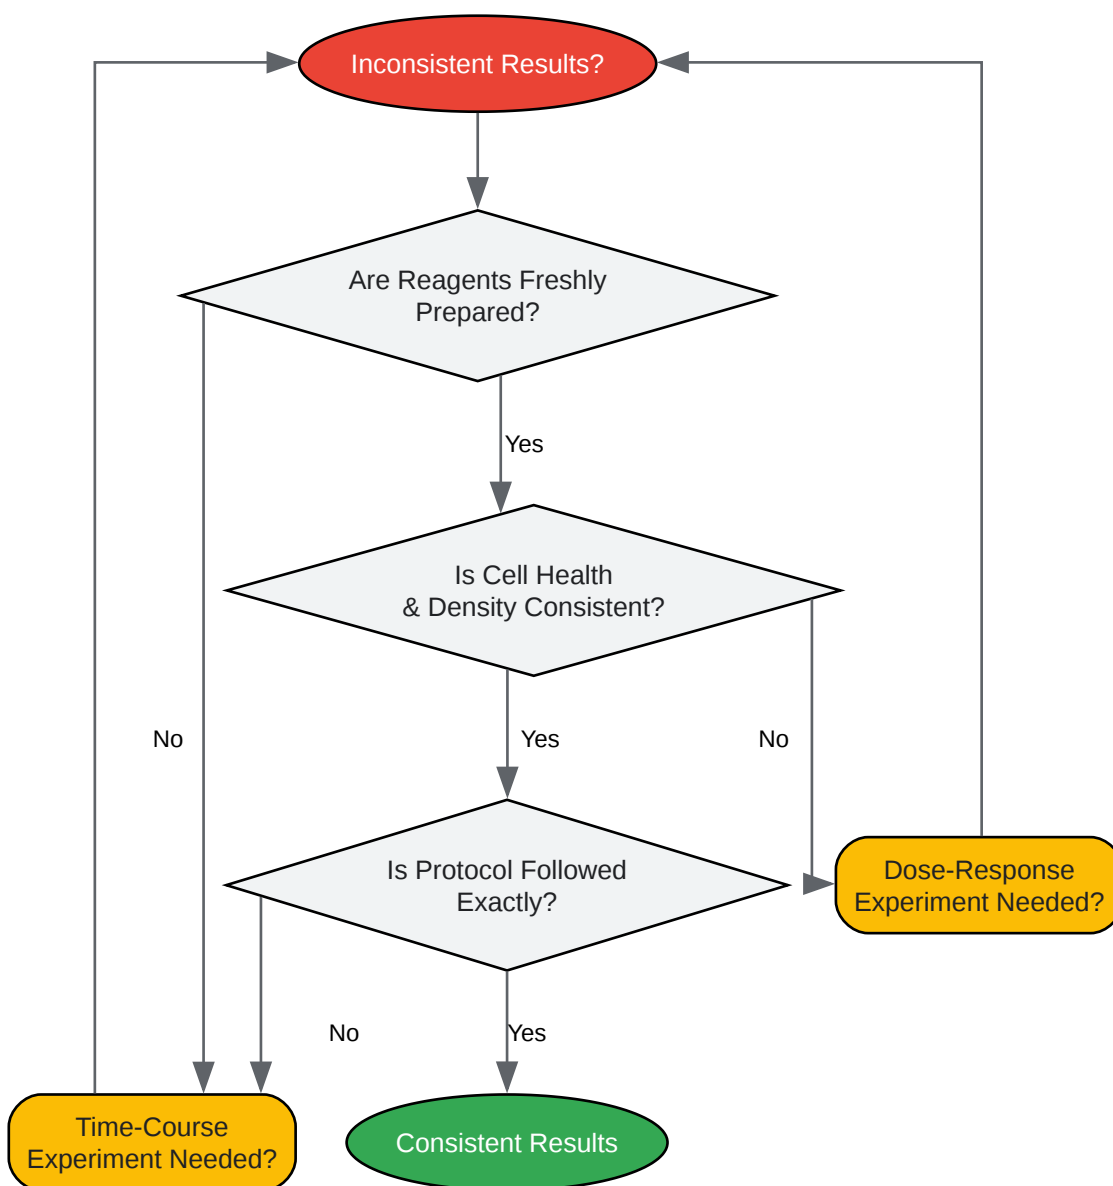 Inconsistent Results?
Are Reagents Freshly
Prepared?
Yes
Is Cell Health
& Density Consistent?
No
Yes
No
Is Protocol Followed
Exactly?
Dose-Response
Experiment Needed?
No
Yes
Time-Course
Experiment Needed?
Consistent Results